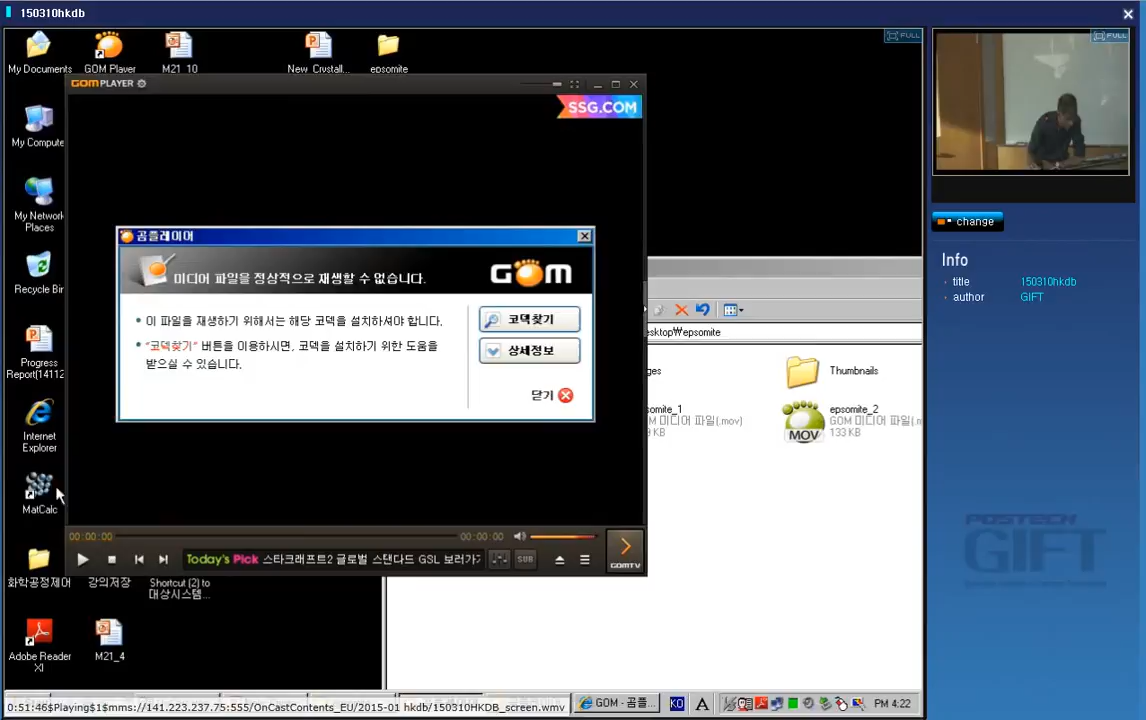 150310hkdb
FULL
FULL
My Documents
GOM Player
M21_10
New_Crystall...
epsomite
GOMPLAYER
SSG.COM
My Compute
My Network
Places
Recycle Bin
Progress
Report[14112
Internet
Explorer
MatCalc
곰플레이어
미디어 파일을 정상적으로 재생할 수 없습니다.
GOM
• 이 파일을 재생하기 위해서는 해당 코덱을 설치하셔야 합니다.
• "코덱찾기" 버튼을 이용하시면, 코덱을 설치하기 위한 도움을
받으실 수 있습니다.
코덱찾기
상세정보
닫기
change
Info
title 150310hkdb
author GIFT
esktop₩epsomite
ges
Thumbnails
somite_1
GOM 미디어 파일(.mov)
KB
MOV
epsomite_2
GOM 미디어 파일(.m
133 KB
00:00:00
00:00:00
Today's Pick 스타크래프트2 글로벌 스탠다드 GSL 보러가기
SUB
GOMTV
화학공정제어
강의저장
Shortcut (2) to
대상시스템...
Adobe Reader
XI
M21_4
POSTECH
GIFT
0:51:46$Playing$1$mms://141.223.237.75:555/OnCastContents_EU/2015-01 hkdb/150310HKDB_screen.wmv
GOM - 곰플...
KO
A
PM 4:22